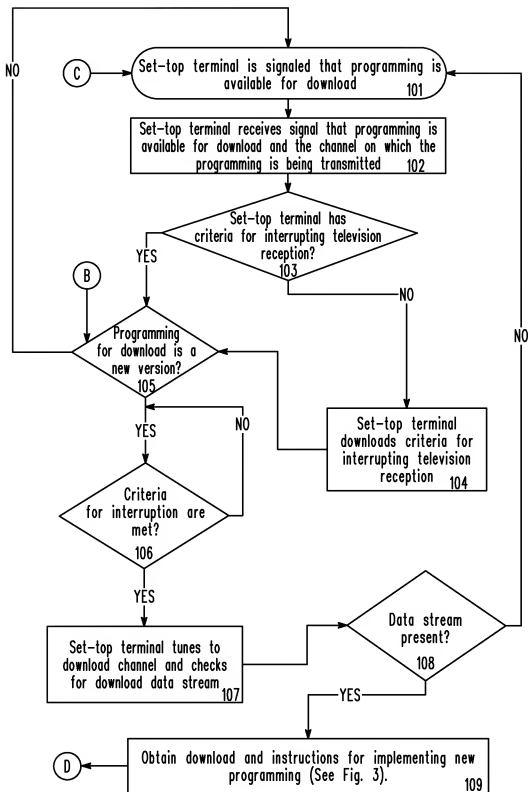 NO
C
Set-top terminal is signaled that programming is
available for download
101
Set-top terminal receives signal that programming is
available for download and the channel on which the
programming is being transmitted
102
Set-top terminal has
criteria for interrupting television
reception?
103
YES
NO
B
Programming
for download is a
new version?
105
NO
YES
NO
Set-top terminal
downloads criteria for
interrupting television
reception
104
Criteria
for interruption are
met?
106
YES
Set-top terminal tunes to
download channel and checks
for download data stream
107
Data stream
present?
108
YES
D
Obtain download and instructions for implementing new
programming (See Fig. 3).
109